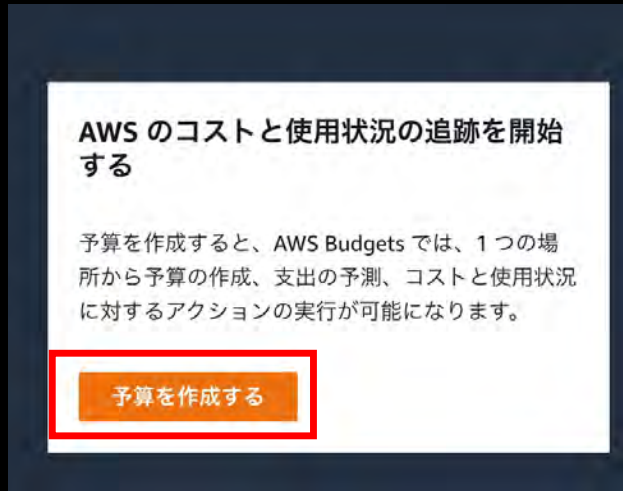 AWS のコストと使用状況の追跡を開始
する
予算を作成すると、AWS Budgets では、1 つの場
所から予算の作成、支出の予測、コストと使用状況
に対するアクションの実行が可能になります。
予算を作成する